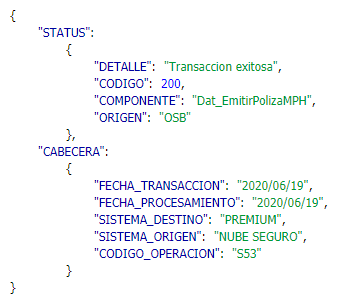 {
"STATUS":
{
"DETALLE": "Transaccion exitosa",
"CODIGO": 200,
"COMPONENTE": "Dat_EmitirPolizaMPH",
"ORIGEN": "OSB"
},
"CABECERA":
{
"FECHA_TRANSACCION": "2020/06/19",
"FECHA_PROCESAMIENTO": "2020/06/19",
"SISTEMA_DESTINO": "PREMIUM",
"SISTEMA_ORIGEN": "NUBE SEGURO",
"CODIGO_OPERACION": "S53"
}
}